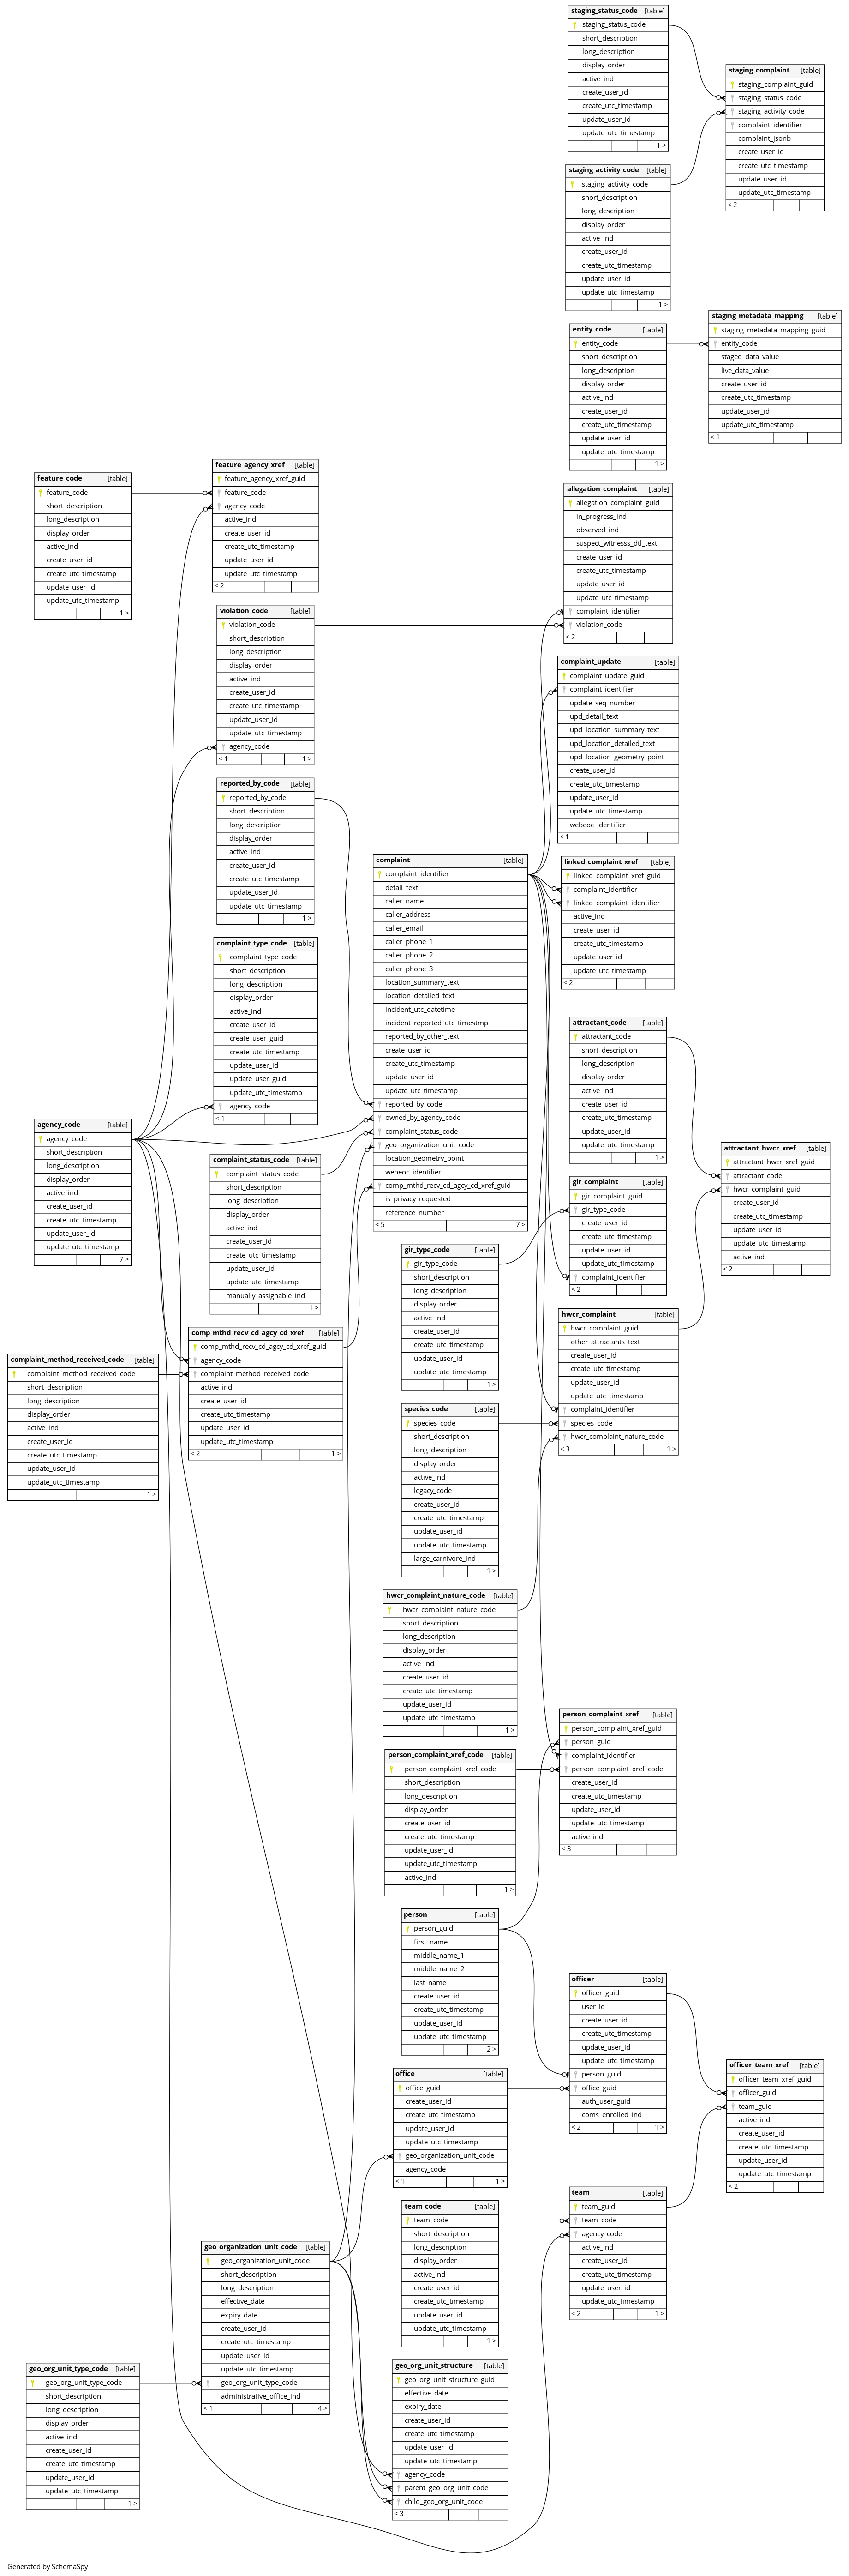 staging_status_code [table]
staging_status_code
short_description
long_description
display_order
active_ind
create_user_id
create_utc_timestamp
update_user_id
update_utc_timestamp
1 >
staging_complaint [table]
staging_complaint_guid
staging_status_code
staging_activity_code
complaint_identifier
complaint_jsonb
create_user_id
create_utc_timestamp
update_user_id
update_utc_timestamp
< 2
staging_activity_code [table]
staging_activity_code
short_description
long_description
display_order
active_ind
create_user_id
create_utc_timestamp
update_user_id
update_utc_timestamp
1 >
staging_metadata_mapping [table]
staging_metadata_mapping_guid
entity_code
staged_data_value
live_data_value
create_user_id
create_utc_timestamp
update_user_id
update_utc_timestamp
< 1
entity_code [table]
entity_code
short_description
long_description
display_order
active_ind
create_user_id
create_utc_timestamp
update_user_id
update_utc_timestamp
1 >
feature_code [table]
feature_code
short_description
long_description
display_order
active_ind
create_user_id
create_utc_timestamp
update_user_id
update_utc_timestamp
1 >
feature_agency_xref [table]
feature_agency_xref_guid
feature_code
agency_code
active_ind
create_user_id
create_utc_timestamp
update_user_id
update_utc_timestamp
< 2
allegation_complaint [table]
allegation_complaint_guid
in_progress_ind
observed_ind
suspect_witnesss_dtl_text
create_user_id
create_utc_timestamp
update_user_id
update_utc_timestamp
complaint_identifier
violation_code
< 2
violation_code [table]
violation_code
short_description
long_description
display_order
active_ind
create_user_id
create_utc_timestamp
update_user_id
update_utc_timestamp
agency_code
< 1 1 >
complaint_update [table]
complaint_update_guid
complaint_identifier
update_seq_number
upd_detail_text
upd_location_summary_text
upd_location_detailed_text
upd_location_geometry_point
create_user_id
create_utc_timestamp
update_user_id
update_utc_timestamp
webeoc_identifier
< 1
reported_by_code [table]
reported_by_code
short_description
long_description
display_order
active_ind
create_user_id
create_utc_timestamp
update_user_id
update_utc_timestamp
1 >
complaint [table]
complaint_identifier
detail_text
caller_name
caller_address
caller_email
caller_phone_1
caller_phone_2
caller_phone_3
location_summary_text
location_detailed_text
incident_utc_datetime
incident_reported_utc_timestmp
reported_by_other_text
create_user_id
create_utc_timestamp
update_user_id
update_utc_timestamp
reported_by_code
owned_by_agency_code
complaint_status_code
geo_organization_unit_code
location_geometry_point
webeoc_identifier
comp_mthd_recv_cd_agcy_cd_xref_guid
is_privacy_requested
reference_number
< 5 7 >
linked_complaint_xref [table]
linked_complaint_xref_guid
complaint_identifier
linked_complaint_identifier
active_ind
create_user_id
create_utc_timestamp
update_user_id
update_utc_timestamp
< 2
complaint_type_code [table]
complaint_type_code
short_description
long_description
display_order
active_ind
create_user_id
create_user_guid
create_utc_timestamp
update_user_id
update_user_guid
update_utc_timestamp
agency_code
< 1
attractant_code [table]
attractant_code
short_description
long_description
display_order
active_ind
create_user_id
create_utc_timestamp
update_user_id
update_utc_timestamp
1 >
agency_code [table]
agency_code
short_description
long_description
display_order
active_ind
create_user_id
create_utc_timestamp
update_user_id
update_utc_timestamp
7 >
attractant_hwcr_xref [table]
attractant_hwcr_xref_guid
attractant_code
hwcr_complaint_guid
create_user_id
create_utc_timestamp
update_user_id
update_utc_timestamp
active_ind
< 2
complaint_status_code [table]
complaint_status_code
short_description
long_description
display_order
active_ind
create_user_id
create_utc_timestamp
update_user_id
update_utc_timestamp
manually_assignable_ind
1 >
gir_complaint [table]
gir_complaint_guid
gir_type_code
create_user_id
create_utc_timestamp
update_user_id
update_utc_timestamp
complaint_identifier
< 2
gir_type_code [table]
gir_type_code
short_description
long_description
display_order
active_ind
create_user_id
create_utc_timestamp
update_user_id
update_utc_timestamp
1 >
hwcr_complaint [table]
hwcr_complaint_guid
other_attractants_text
create_user_id
create_utc_timestamp
update_user_id
update_utc_timestamp
complaint_identifier
species_code
hwcr_complaint_nature_code
< 3 1 >
comp_mthd_recv_cd_agcy_cd_xref [table]
comp_mthd_recv_cd_agcy_cd_xref_guid
agency_code
complaint_method_received_code
active_ind
create_user_id
create_utc_timestamp
update_user_id
update_utc_timestamp
< 2 1 >
complaint_method_received_code [table]
complaint_method_received_code
short_description
long_description
display_order
active_ind
create_user_id
create_utc_timestamp
update_user_id
update_utc_timestamp
1 >
species_code [table]
species_code
short_description
long_description
display_order
active_ind
legacy_code
create_user_id
create_utc_timestamp
update_user_id
update_utc_timestamp
large_carnivore_ind
1 >
hwcr_complaint_nature_code [table]
hwcr_complaint_nature_code
short_description
long_description
display_order
active_ind
create_user_id
create_utc_timestamp
update_user_id
update_utc_timestamp
1 >
person_complaint_xref [table]
person_complaint_xref_guid
person_guid
complaint_identifier
person_complaint_xref_code
create_user_id
create_utc_timestamp
update_user_id
update_utc_timestamp
active_ind
< 3
person_complaint_xref_code [table]
person_complaint_xref_code
short_description
long_description
display_order
create_user_id
create_utc_timestamp
update_user_id
update_utc_timestamp
active_ind
1 >
person [table]
person_guid
first_name
middle_name_1
middle_name_2
last_name
create_user_id
create_utc_timestamp
update_user_id
update_utc_timestamp
2 >
officer [table]
officer_guid
user_id
create_user_id
create_utc_timestamp
update_user_id
update_utc_timestamp
person_guid
office_guid
auth_user_guid
coms_enrolled_ind
< 2 1 >
officer_team_xref [table]
officer_team_xref_guid
officer_guid
team_guid
active_ind
create_user_id
create_utc_timestamp
update_user_id
update_utc_timestamp
< 2
office [table]
office_guid
create_user_id
create_utc_timestamp
update_user_id
update_utc_timestamp
geo_organization_unit_code
agency_code
< 1 1 >
team [table]
team_guid
team_code
agency_code
active_ind
create_user_id
create_utc_timestamp
update_user_id
update_utc_timestamp
< 2 1 >
team_code [table]
team_code
short_description
long_description
display_order
active_ind
create_user_id
create_utc_timestamp
update_user_id
update_utc_timestamp
1 >
geo_organization_unit_code [table]
geo_organization_unit_code
short_description
long_description
effective_date
expiry_date
create_user_id
create_utc_timestamp
update_user_id
update_utc_timestamp
geo_org_unit_type_code
administrative_office_ind
< 1 4 >
geo_org_unit_structure [table]
geo_org_unit_structure_guid
effective_date
expiry_date
create_user_id
create_utc_timestamp
update_user_id
update_utc_timestamp
agency_code
parent_geo_org_unit_code
child_geo_org_unit_code
< 3
geo_org_unit_type_code [table]
geo_org_unit_type_code
short_description
long_description
display_order
active_ind
create_user_id
create_utc_timestamp
update_user_id
update_utc_timestamp
1 >
Generated by SchemaSpy